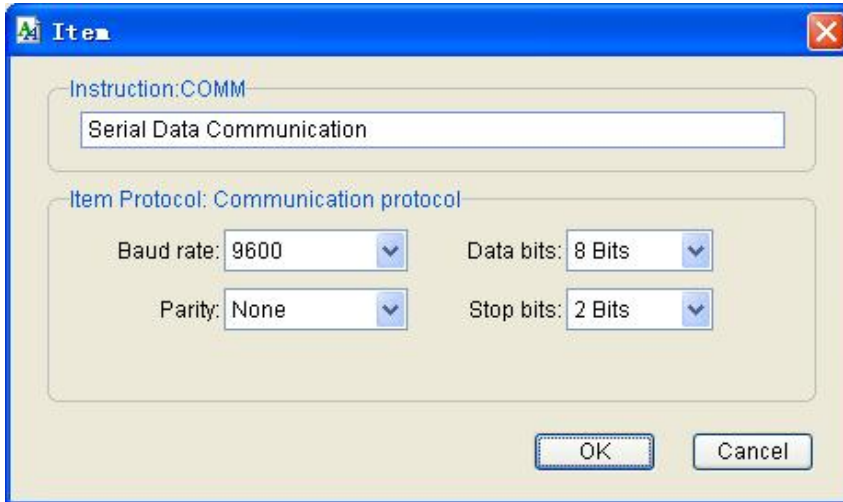 Item
Instruction:COMM
Serial Data Communication
Item Protocol: Communication protocol
Baud rate: 9600 Data bits: 8 Bits
Parity: None Stop bits: 2 Bits
OK Cancel